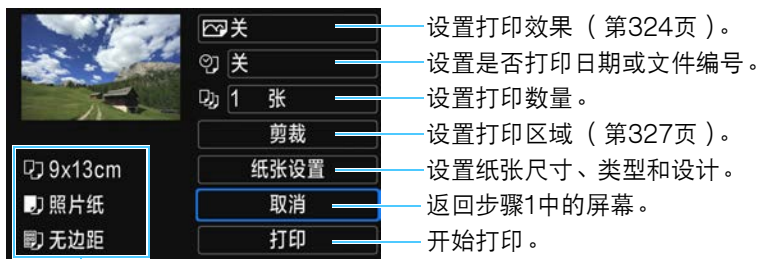 关 设置打印效果（第324页）。
关 设置是否打印日期或文件编号。
1 张 设置打印数量。
剪裁 设置打印区域（第327页）。
9x13cm 纸张设置 设置纸张尺寸、类型和设计。
照片纸 取消 返回步骤1中的屏幕。
无边距 打印 开始打印。